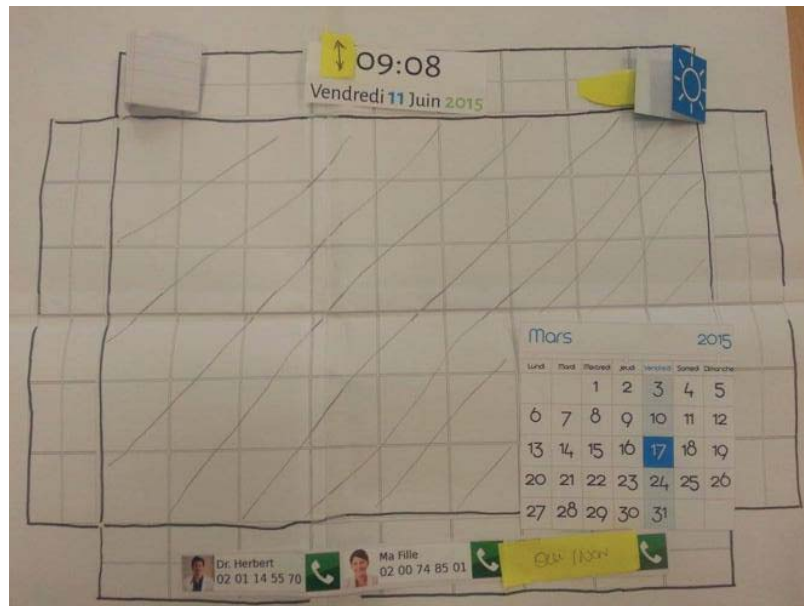 09:08
Vendredi 11 Juin 2015
Mars 2015
Lundi Mardi Mercredi Jeudi Vendredi Samedi Dimanche
1 2 3 4 5
6 7 8 9 10 11 12
13 14 15 16 17 18 19
20 21 22 23 24 25 26
27 28 29 30 31
Dr. Herbert
02 01 14 55 70
Ma Fille
02 00 74 85 01
OUI / NON